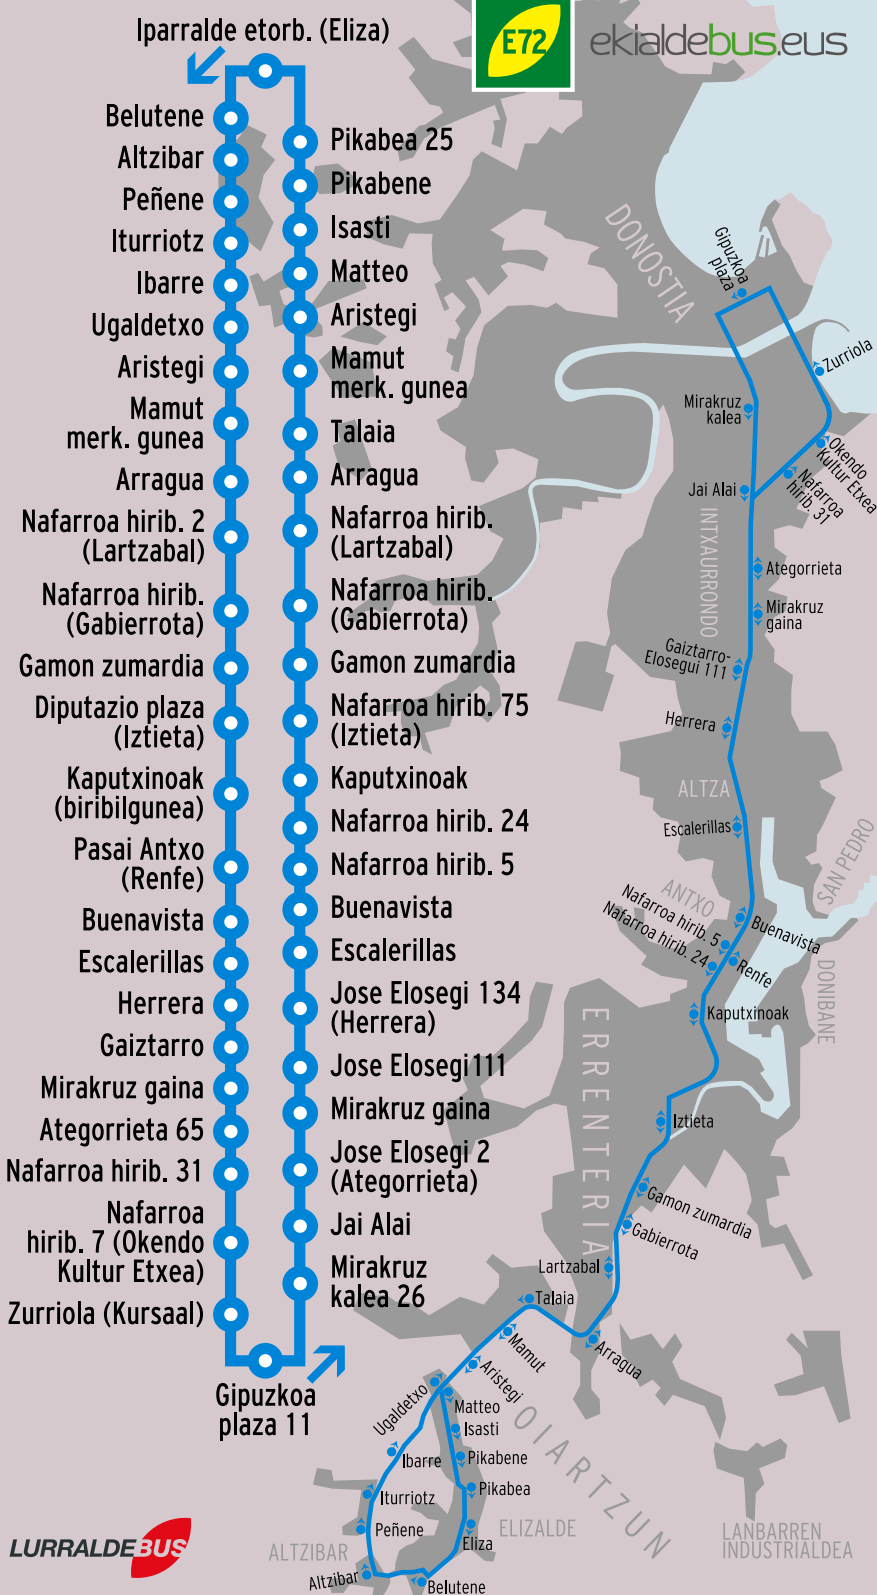 Iparralde etorb. (Eliza)
E72
ekialdebus.eus
Belutene
Altzibar
Peñene
Iturriotz
Ibarre
Ugaldetxo
Aristegi
Mamut
merk. gunea
Arragua
Nafarroa hirib. 2
(Lartzabal)
Nafarroa hirib.
(Gabierrota)
Gamon zumardia
Diputazio plaza
(Iztieta)
Kaputxinoak
(biribilgunea)
Pasai Antxo
(Renfe)
Buenavista
Escalerillas
Herrera
Gaiztarro
Mirakruz gaina
Ategorrieta 65
Nafarroa hirib. 31
Nafarroa
hirib. 7 (Okendo
Kultur Etxea)
Zurriola (Kursaal)
Gipuzkoa
plaza 11
Pikabea 25
Pikabene
Isasti
Matteo
Aristegi
Mamut
merk. gunea
Talaia
Arragua
Nafarroa hirib.
(Lartzabal)
Nafarroa hirib.
(Gabierrota)
Gamon zumardia
Nafarroa hirib. 75
(Iztieta)
Kaputxinoak
Nafarroa hirib. 24
Nafarroa hirib. 5
Buenavista
Escalerillas
Jose Elosegi 134
(Herrera)
Jose Elosegi 111
Mirakruz gaina
Jose Elosegi 2
(Ategorrieta)
Jai Alai
Mirakruz
kalea 26
DONOSTIA
Gipuzkoa
plaza
Zurriola
Mirakruz
kalea
Okendo
Kultur Etxea
Nafarroa
hirib. 31
Jai Alai
INTXAURRONDO
Ategorrieta
Mirakruz
gaina
Gaiztarro-
Elosegui 111
Herrera
ALTZA
Escalerillas
SAN PEDRO
ANTXO
Nafarroa hirib. 5
Nafarroa hirib. 24
Buenavista
Renfe
DONIBANE
Kaputxinoak
ERRENTERIA
Iztieta
Gamon zumardia
Gabierrota
Lartzabal
Talaia
Mamut
Arragua
Aristegi
Ugaldetxo
Matteo
Isasti
OIARTZUN
Ibarre
Pikabene
Iturriotz
Pikabea
Peñene
Eliza
ELIZALDE
ALTZIBAR
Altzibar
Belutene
LANBARREN
INDUSTRIALDEA
LURRALDEBUS